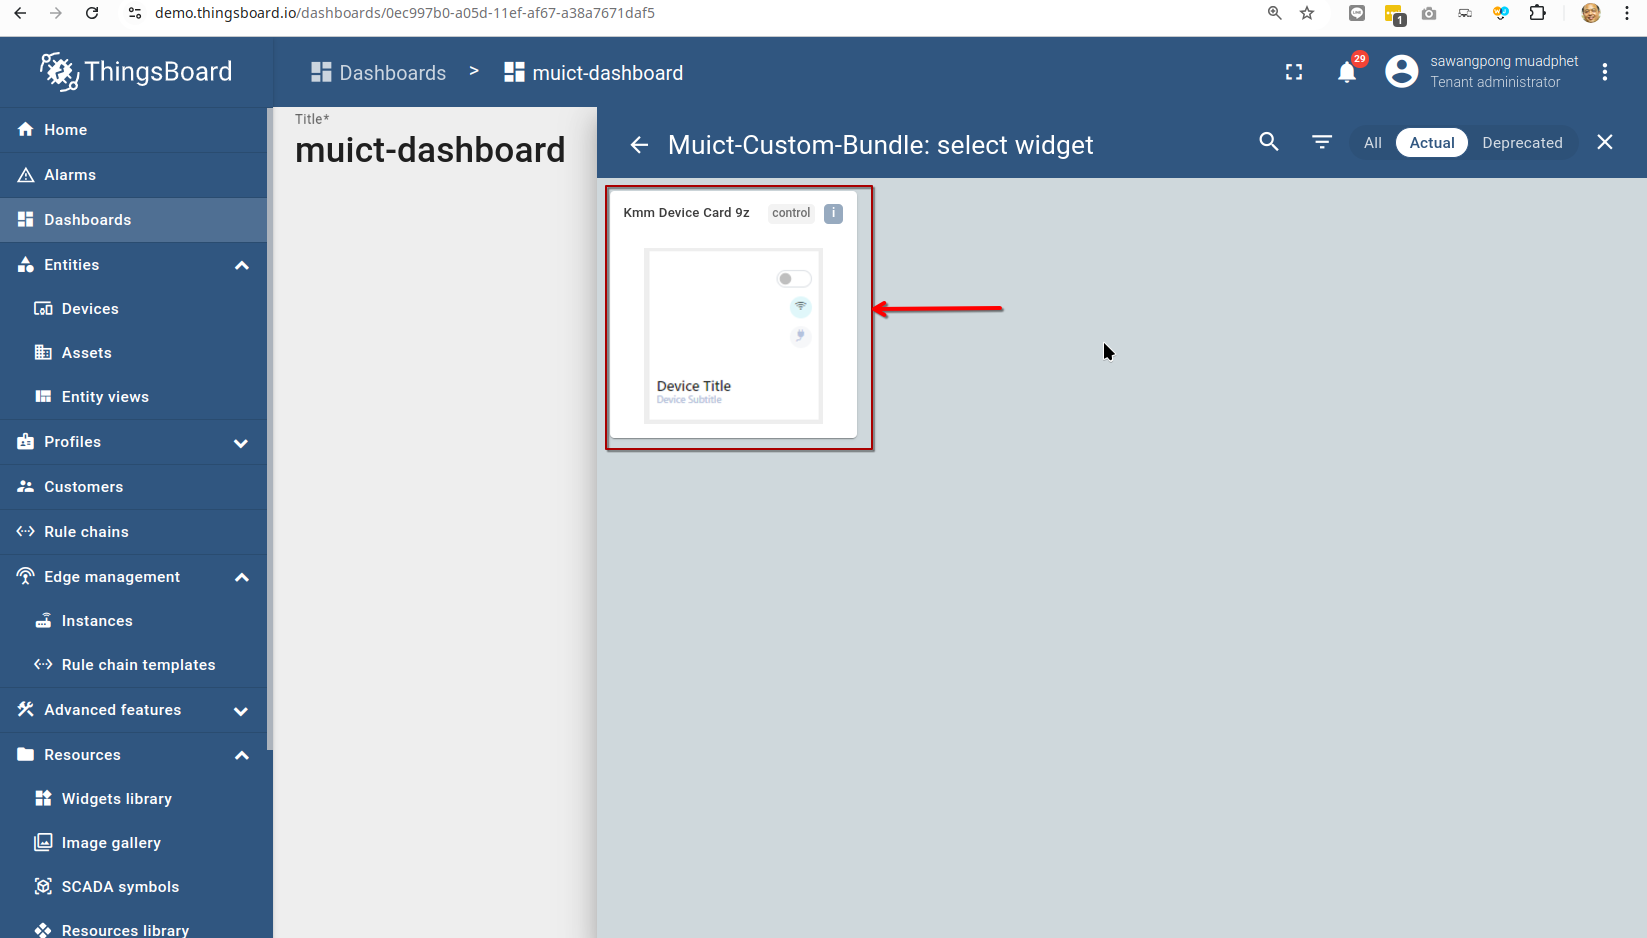 demo.thingsboard.io/dashboards/0ec997b0-a05d-11ef-af67-a38a7671daf5
1
ThingsBoard
Dashboards > muict-dashboard
29
sawangpong muadphet
Tenant administrator
Home
Alarms
Dashboards
Entities
Devices
Assets
Entity views
Profiles
Customers
Rule chains
Edge management
Instances
Rule chain templates
Advanced features
Resources
Widgets library
Image gallery
SCADA symbols
Resources library
Title*
muict-dashboard
Muict-Custom-Bundle: select widget
All Actual Deprecated
Kmm Device Card 9z control i
Device Title
Device Subtitle